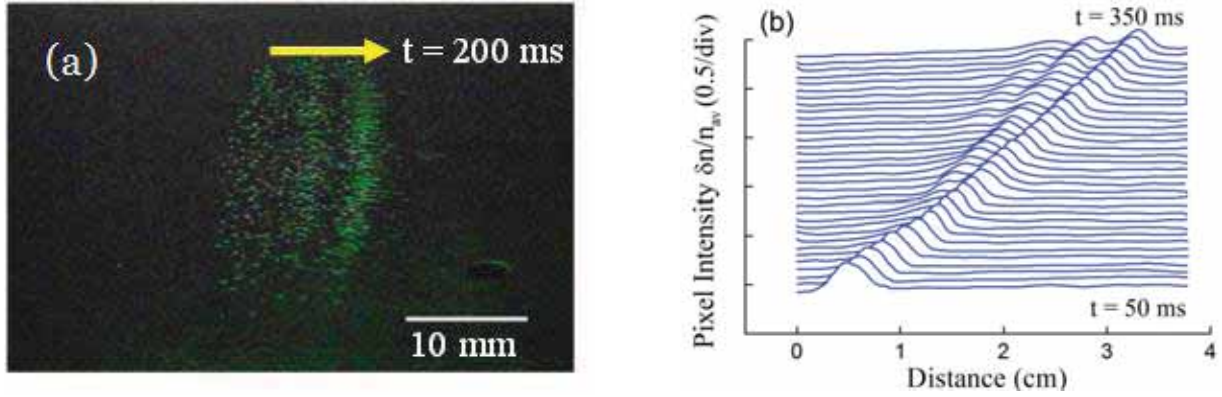 (a)
t = 200 ms
10 mm
(b)
t = 350 ms
Pixel Intensity δn/n_av (0.5/div)
t = 50 ms
0 1 2 3 4
Distance (cm)